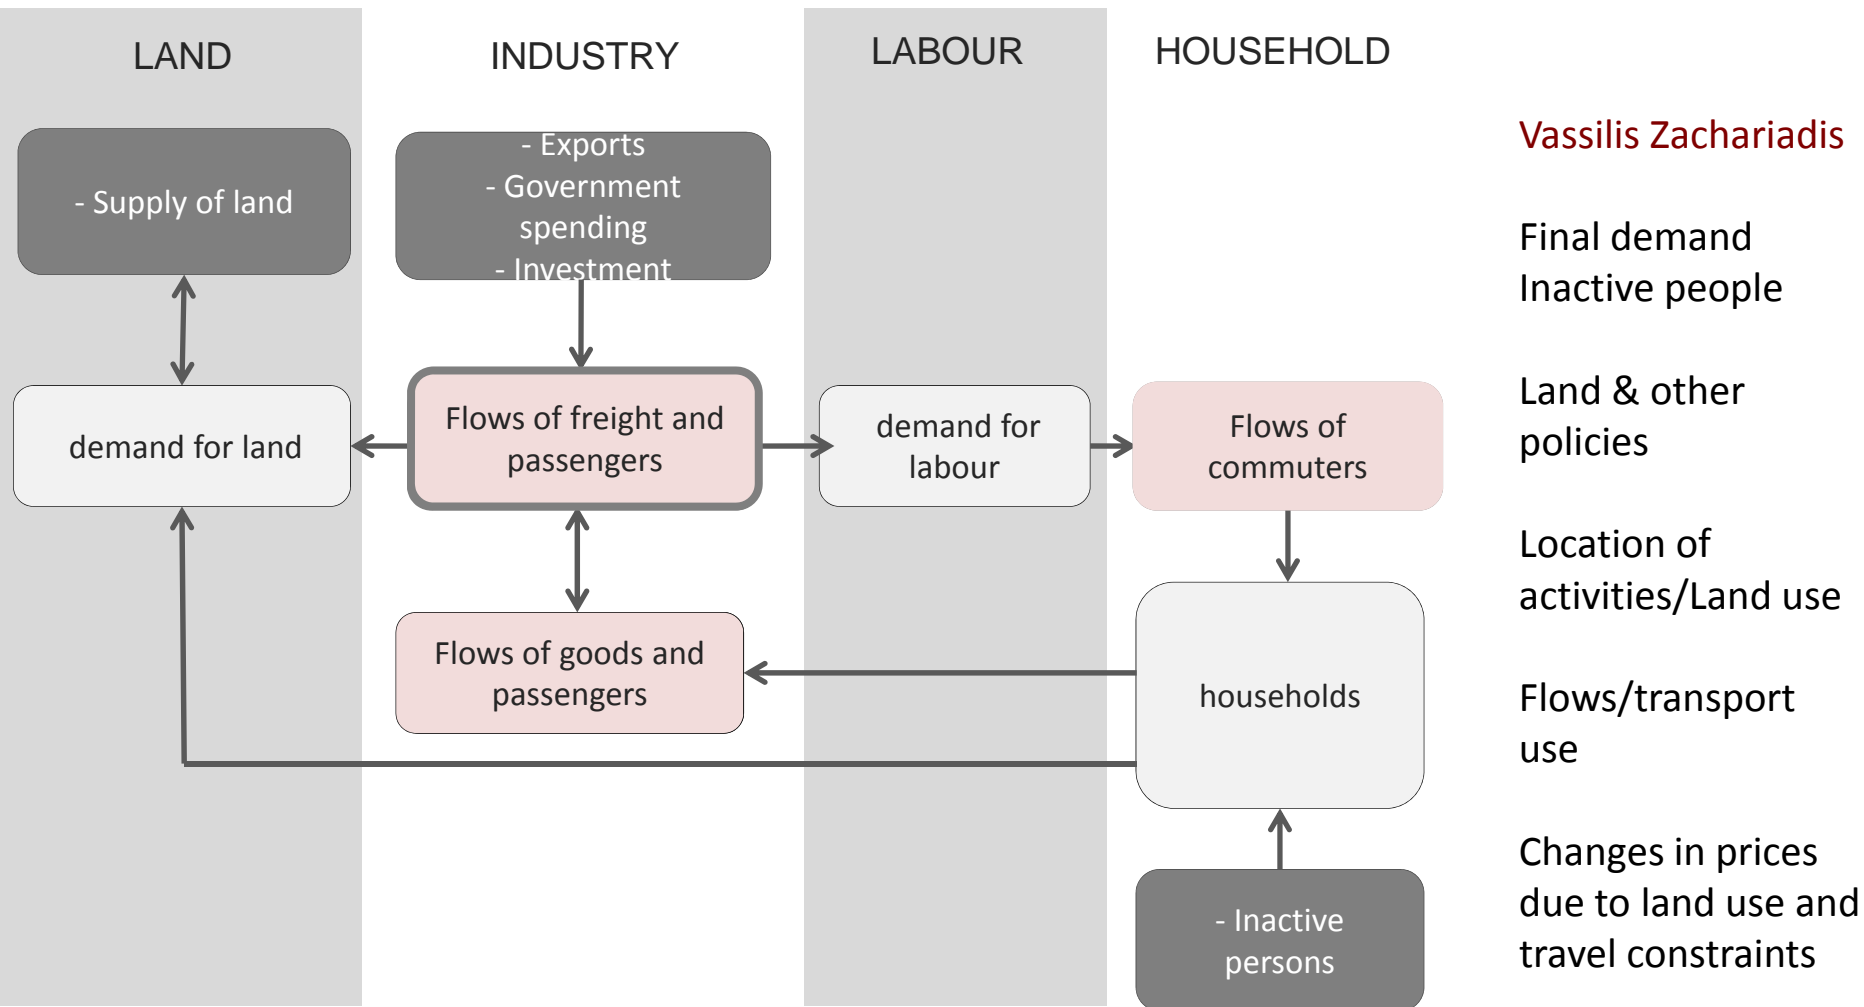 LAND
INDUSTRY
LABOUR
HOUSEHOLD
- Supply of land
- Exports
- Government
spending
- Investment
demand for land
Flows of freight and
passengers
demand for
labour
Flows of
commuters
Flows of goods and
passengers
households
- Inactive
persons
Vassilis Zachariadis
Final demand
Inactive people
Land & other
policies
Location of
activities/Land use
Flows/transport
use
Changes in prices
due to land use and
travel constraints